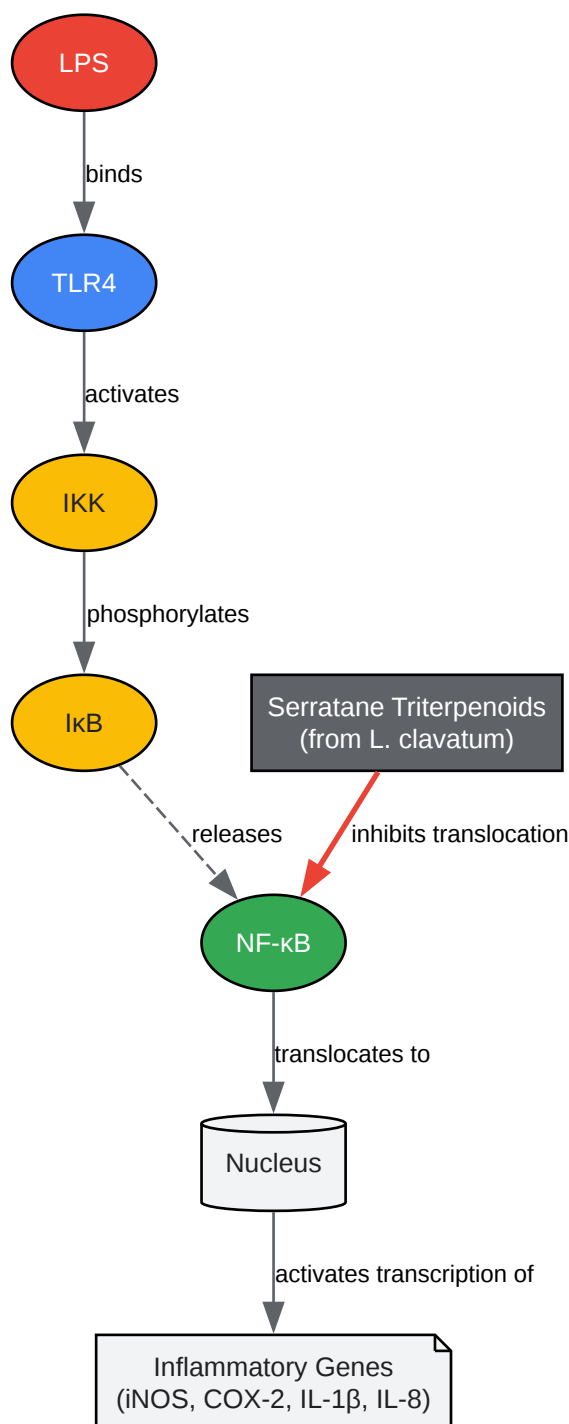 LPS
binds
TLR4
activates
IKK
phosphorylates
IκB
Serratane Triterpenoids
(from L. clavatum)
releases
inhibits translocation
NF-κB
translocates to
Nucleus
activates transcription of
Inflammatory Genes
(iNOS, COX-2, IL-1β, IL-8)